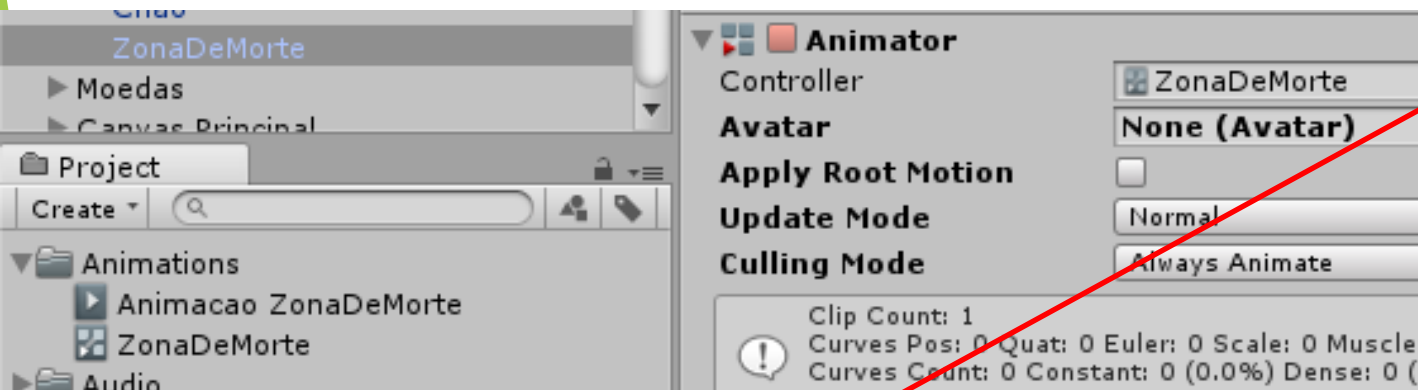 Chao
ZonaDeMorte
Moedas
Canvas Principal
Project
Create
Animations
Animacao ZonaDeMorte
ZonaDeMorte
Audio
Animator
Controller ZonaDeMorte
Avatar None (Avatar)
Apply Root Motion
Update Mode Normal
Culling Mode Always Animate
Clip Count: 1
Curves Pos: 0 Quat: 0 Euler: 0 Scale: 0 Muscle
Curves Count: 0 Constant: 0 (0.0%) Dense: 0 (